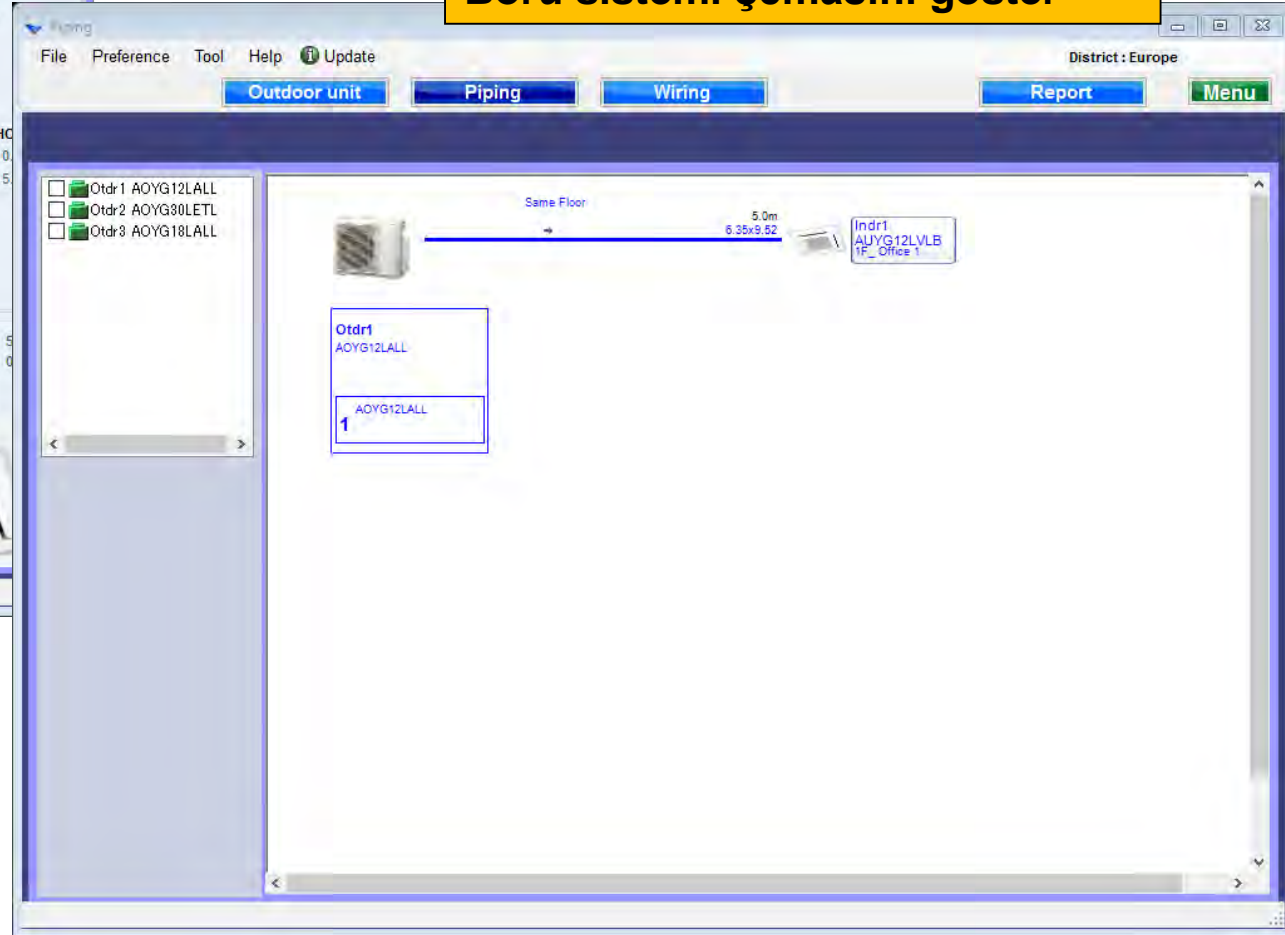 Boru sistemi şemasını göster
Piping
File Preference Tool Help Update
District : Europe
Outdoor unit Piping Wiring Report Menu
Otdr1 AOYG12LALL
Otdr2 AOYG30LETL
Otdr3 AOYG18LALL
Same Floor
5.0m
6.35x9.52
Indr1
AUYG12LVLB
1F_ Office 1
Otdr1
AOYG12LALL
AOYG12LALL
1